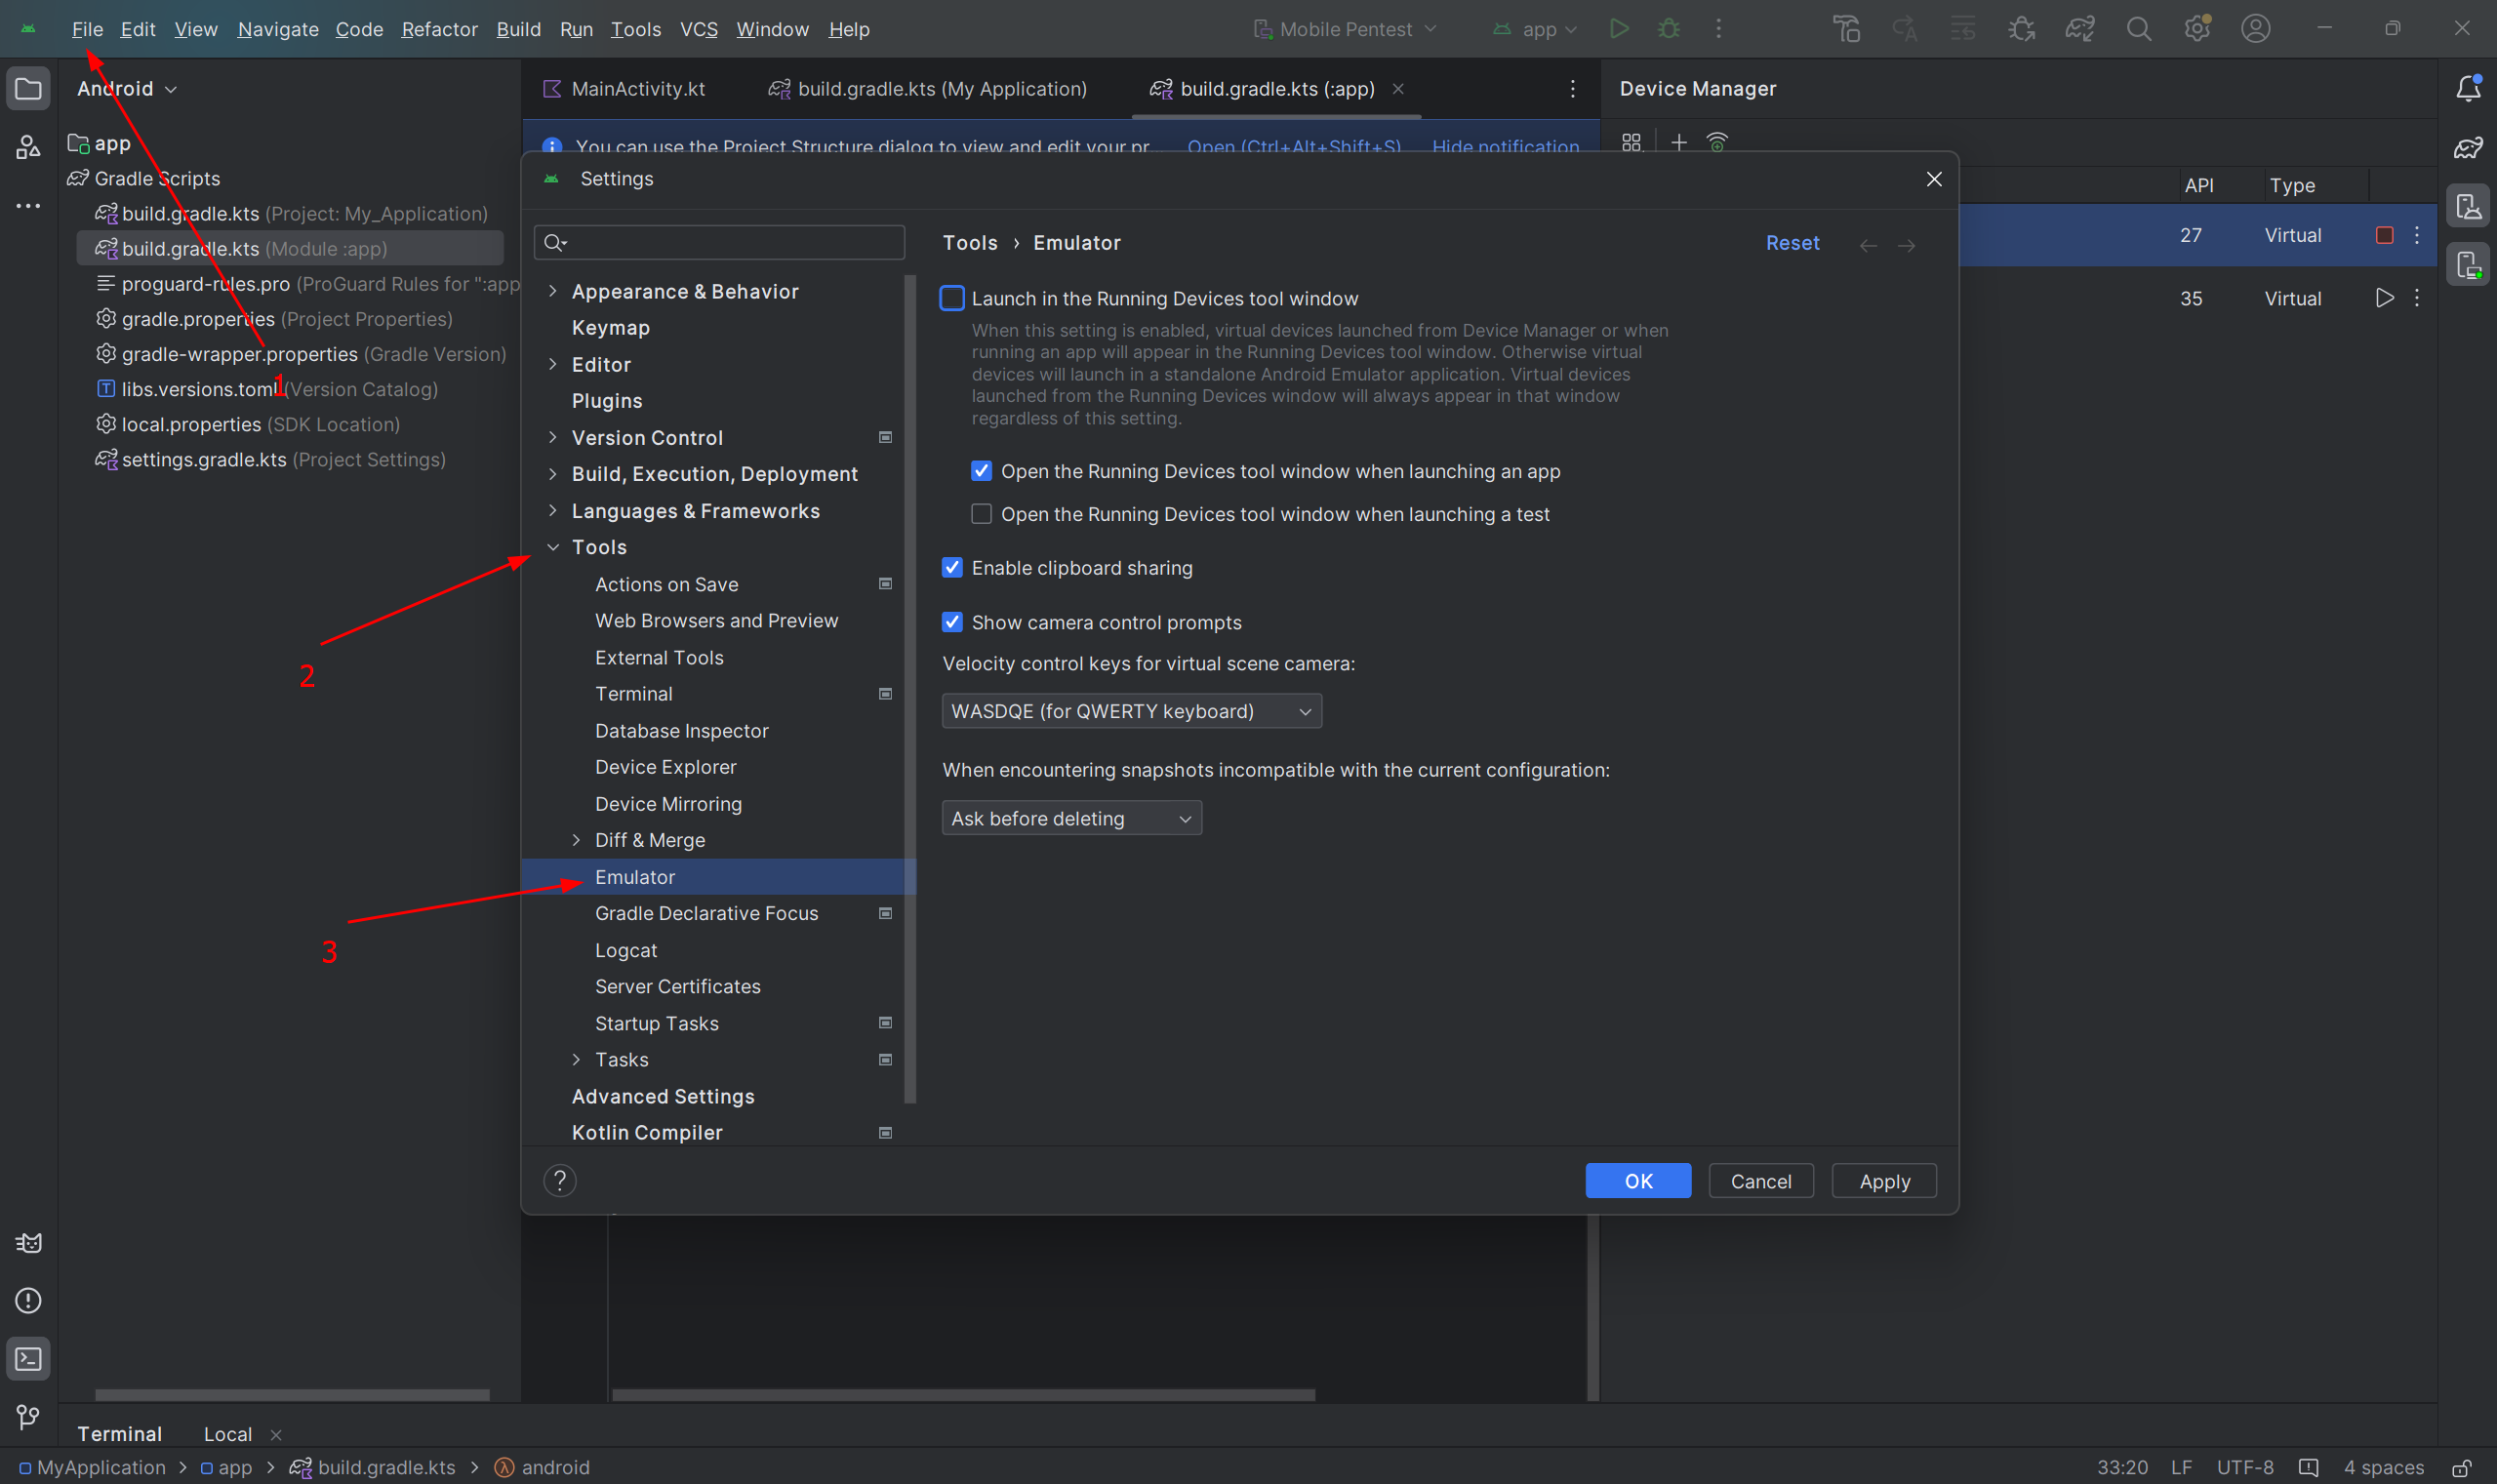 File Edit View Navigate Code Refactor Build Run Tools VCS Window Help
Mobile Pentest
app
Android
app
Gradle Scripts
build.gradle.kts (Project: My_Application)
build.gradle.kts (Module :app)
proguard-rules.pro (ProGuard Rules for ":app
gradle.properties (Project Properties)
gradle-wrapper.properties (Gradle Version)
libs.versions.toml (Version Catalog)
local.properties (SDK Location)
settings.gradle.kts (Project Settings)
1
2
3
MainActivity.kt
build.gradle.kts (My Application)
build.gradle.kts (:app)
You can use the Project Structure dialog to view and edit your pr...
Open (Ctrl+Alt+Shift+S)
Hide notification
Device Manager
API
Type
27
Virtual
35
Virtual
Settings
Appearance & Behavior
Keymap
Editor
Plugins
Version Control
Build, Execution, Deployment
Languages & Frameworks
Tools
Actions on Save
Web Browsers and Preview
External Tools
Terminal
Database Inspector
Device Explorer
Device Mirroring
Diff & Merge
Emulator
Gradle Declarative Focus
Logcat
Server Certificates
Startup Tasks
Tasks
Advanced Settings
Kotlin Compiler
Tools › Emulator
Reset
Launch in the Running Devices tool window
When this setting is enabled, virtual devices launched from Device Manager or when
running an app will appear in the Running Devices tool window. Otherwise virtual
devices will launch in a standalone Android Emulator application. Virtual devices
launched from the Running Devices window will always appear in that window
regardless of this setting.
Open the Running Devices tool window when launching an app
Open the Running Devices tool window when launching a test
Enable clipboard sharing
Show camera control prompts
Velocity control keys for virtual scene camera:
WASDQE (for QWERTY keyboard)
When encountering snapshots incompatible with the current configuration:
Ask before deleting
?
OK
Cancel
Apply
Terminal
Local
MyApplication > app > build.gradle.kts > android
33:20
LF
UTF-8
4 spaces